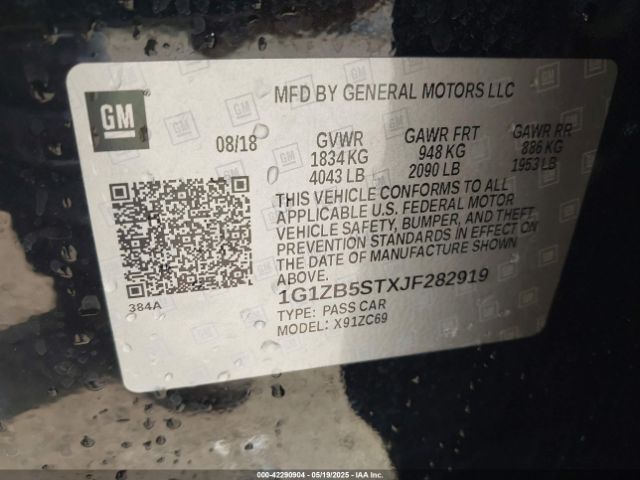 GM
MFD BY GENERAL MOTORS LLC
08/18
GVWR GAWR FRT GAWR RR
1834 KG 948 KG 886 KG
4043 LB 2090 LB 1953 LB
THIS VEHICLE CONFORMS TO ALL
APPLICABLE U.S. FEDERAL MOTOR
VEHICLE SAFETY, BUMPER, AND THEFT
PREVENTION STANDARDS IN EFFECT ON
THE DATE OF MANUFACTURE SHOWN
ABOVE.
384A
1G1ZB5STXJF282919
TYPE: PASS CAR
MODEL: X91ZC69
000-42290904 - 05/19/2025 - IAA Inc.